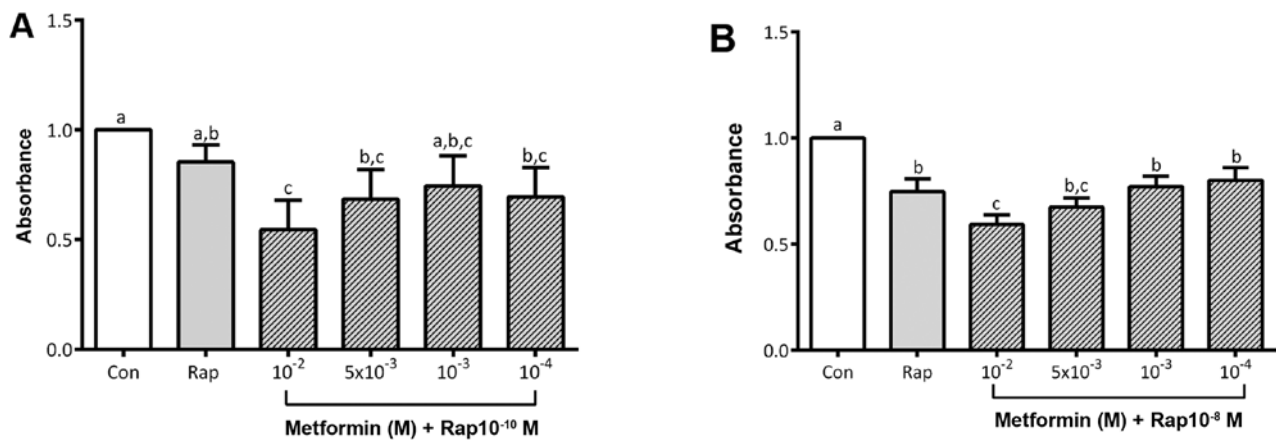 A
Absorbance
1.5
1.0
0.5
0.0
a
a,b
c
b,c
a,b,c
b,c
Con Rap 10⁻² 5x10⁻³ 10⁻³ 10⁻⁴
Metformin (M) + Rap10⁻¹⁰ M
B
Absorbance
1.5
1.0
0.5
0.0
a
b
c
b,c
b
b
Con Rap 10⁻² 5x10⁻³ 10⁻³ 10⁻⁴
Metformin (M) + Rap10⁻⁸ M